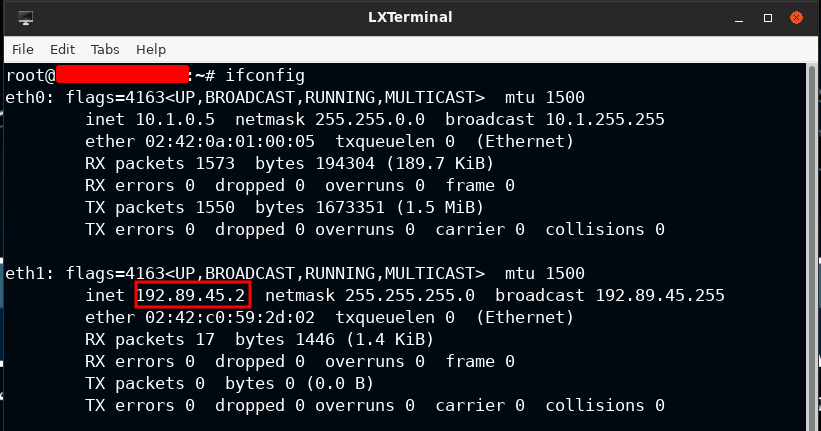 LXTerminal
File Edit Tabs Help
root@:~# ifconfig
eth0: flags=4163<UP,BROADCAST,RUNNING,MULTICAST>  mtu 1500
        inet 10.1.0.5  netmask 255.255.0.0  broadcast 10.1.255.255
        ether 02:42:0a:01:00:05  txqueuelen 0  (Ethernet)
        RX packets 1573  bytes 194304 (189.7 KiB)
        RX errors 0  dropped 0  overruns 0  frame 0
        TX packets 1550  bytes 1673351 (1.5 MiB)
        TX errors 0  dropped 0 overruns 0  carrier 0  collisions 0
eth1: flags=4163<UP,BROADCAST,RUNNING,MULTICAST>  mtu 1500
        inet 192.89.45.2  netmask 255.255.255.0  broadcast 192.89.45.255
        ether 02:42:c0:59:2d:02  txqueuelen 0  (Ethernet)
        RX packets 17  bytes 1446 (1.4 KiB)
        RX errors 0  dropped 0  overruns 0  frame 0
        TX packets 0  bytes 0 (0.0 B)
        TX errors 0  dropped 0 overruns 0  carrier 0  collisions 0